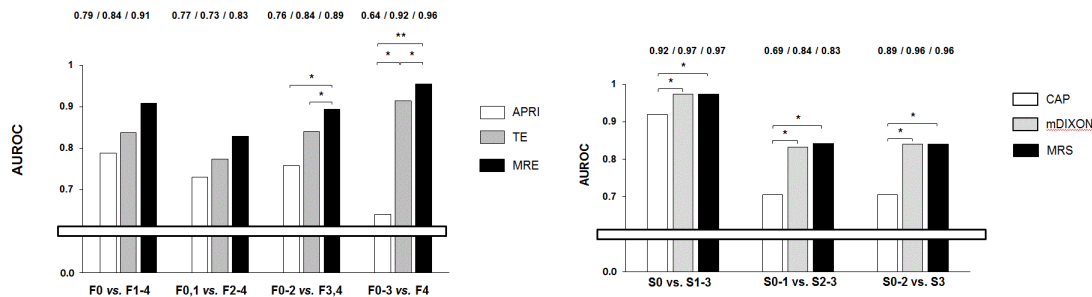 0.79 / 0.84 / 0.91 0.77 / 0.73 / 0.83 0.76 / 0.84 / 0.89 0.64 / 0.92 / 0.96
**
* *
*
*
1
0.9
0.8
0.7
0.0
AUROC
APRI
TE
MRE
F0 vs. F1-4 F0,1 vs. F2-4 F0-2 vs. F3,4 F0-3 vs. F4
0.92 / 0.97 / 0.97 0.69 / 0.84 / 0.83 0.89 / 0.96 / 0.96
*
*
*
*
*
*
1
0.9
0.8
0.7
0.0
AUROC
CAP
mDIXON
MRS
S0 vs. S1-3 S0-1 vs. S2-3 S0-2 vs. S3